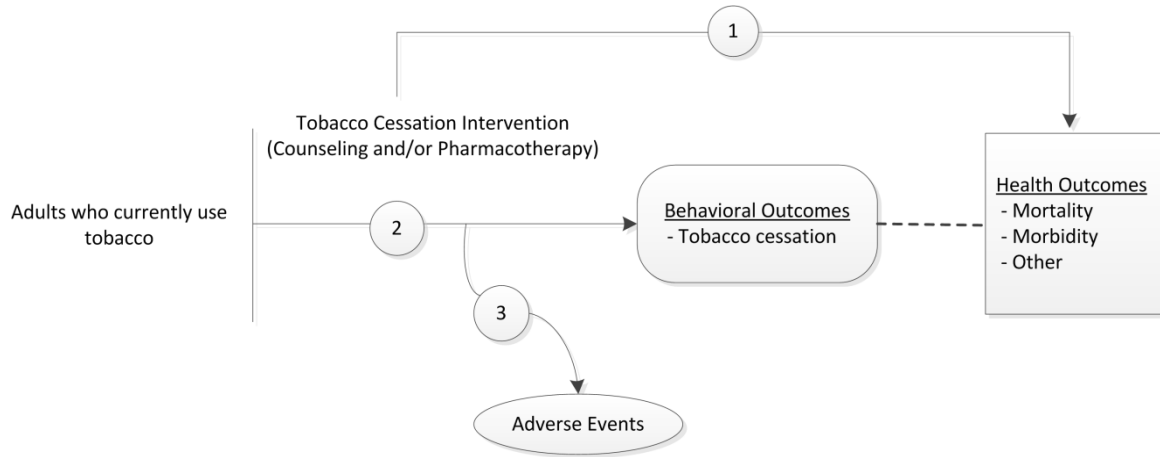 1
Tobacco Cessation Intervention
(Counseling and/or Pharmacotherapy)
Adults who currently use
tobacco
2
Behavioral Outcomes
- Tobacco cessation
Health Outcomes
- Mortality
- Morbidity
- Other
3
Adverse Events